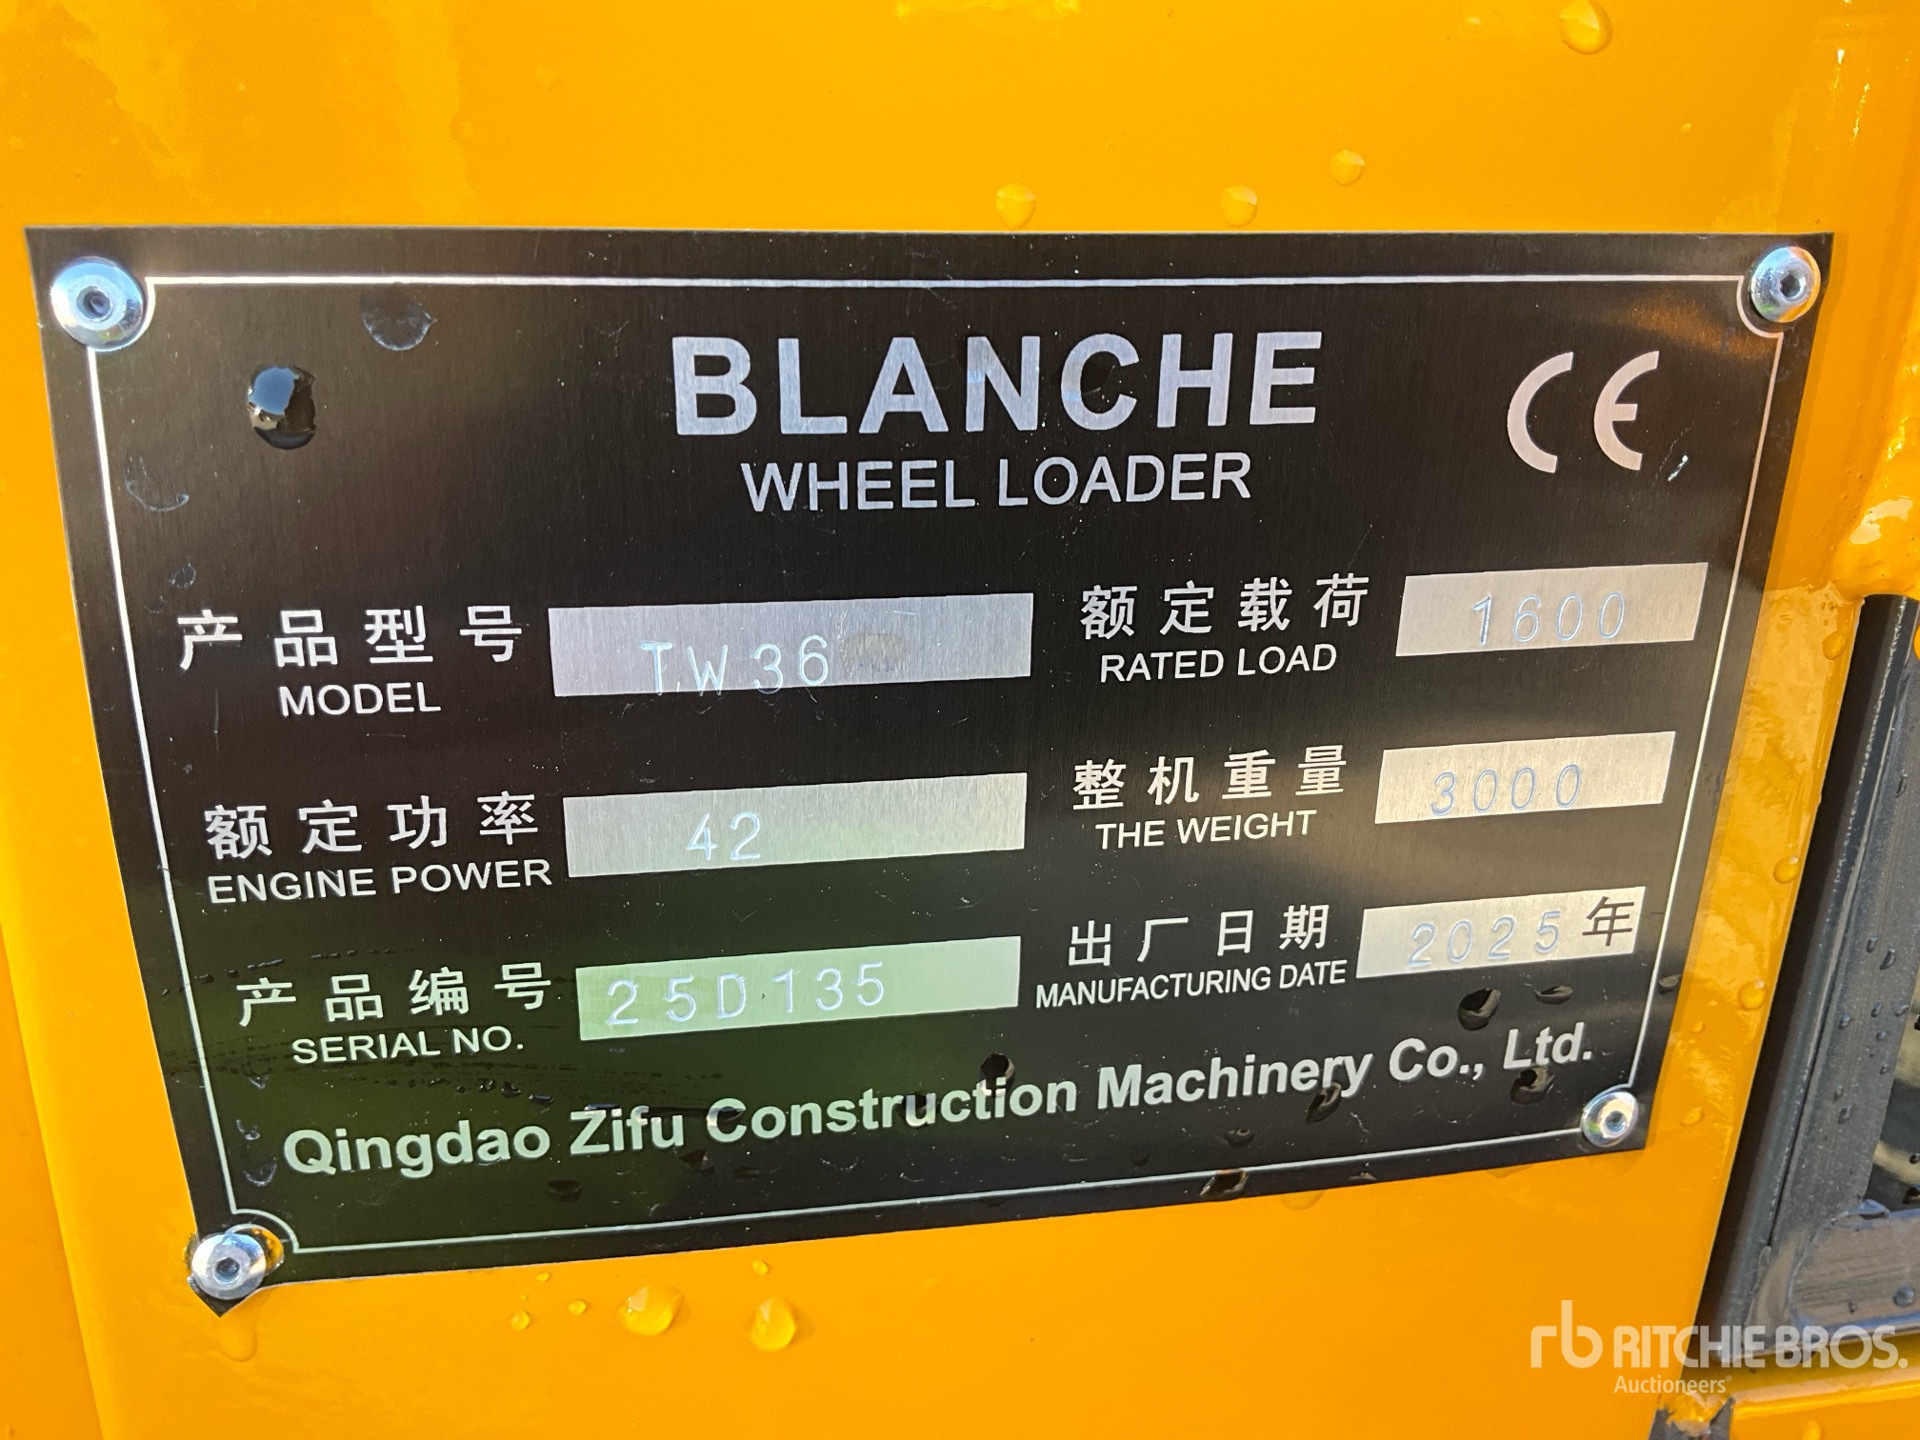 BLANCHE
CE
WHEEL LOADER
产品型号 TW36
MODEL
额定载荷 1600
RATED LOAD
额定功率 42
ENGINE POWER
整机重量 3000
THE WEIGHT
产品编号 25D135
SERIAL NO.
出厂日期 2025年
MANUFACTURING DATE
Qingdao Zifu Construction Machinery Co., Ltd.
rb RITCHIE BROS.
Auctioneers